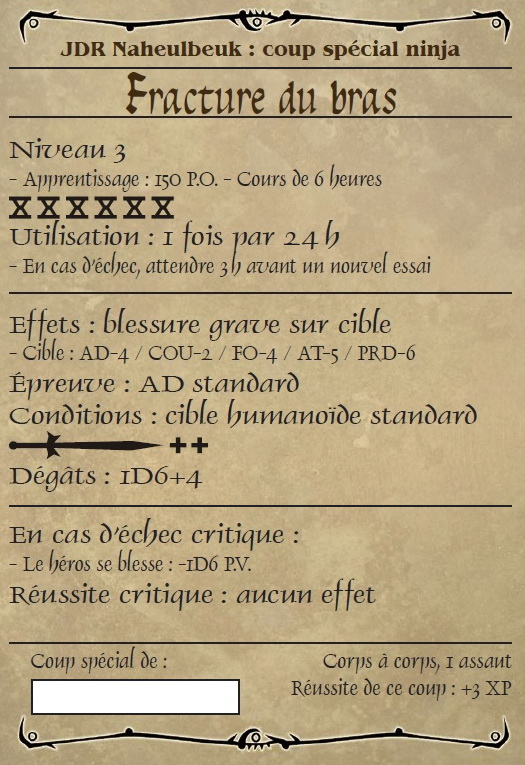 JDR Naheulbeuk : coup spécial ninja
Fracture du bras
Niveau 3
- Apprentissage : 150 P.O. - Cours de 6 heures
Utilisation : 1 fois par 24 h
- En cas d'échec, attendre 3 h avant un nouvel essai
Effets : blessure grave sur cible
- Cible : AD-4 / COU-2 / FO-4 / AT-5 / PRD-6
Épreuve : AD standard
Conditions : cible humanoïde standard
++
Dégâts : 1D6+4
En cas d'échec critique :
- Le héros se blesse : -1D6 P.V.
Réussite critique : aucun effet
Coup spécial de :
Corps à corps, 1 assaut
Réussite de ce coup : +3 XP